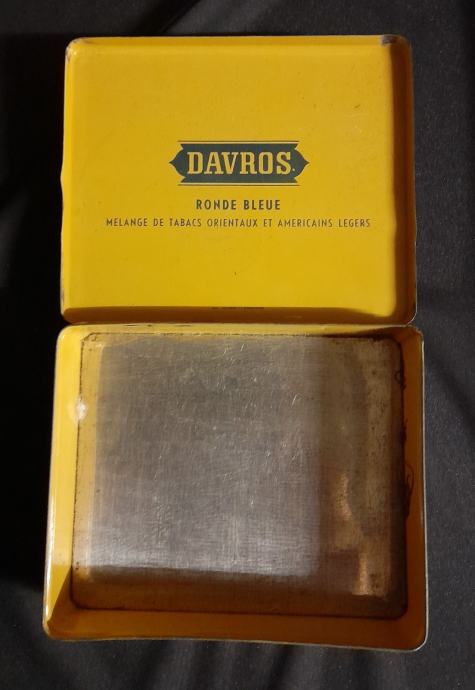 DAVROS.
RONDE BLEUE
MELANGE DE TABACS ORIENTAUX ET AMERICAINS LEGERS